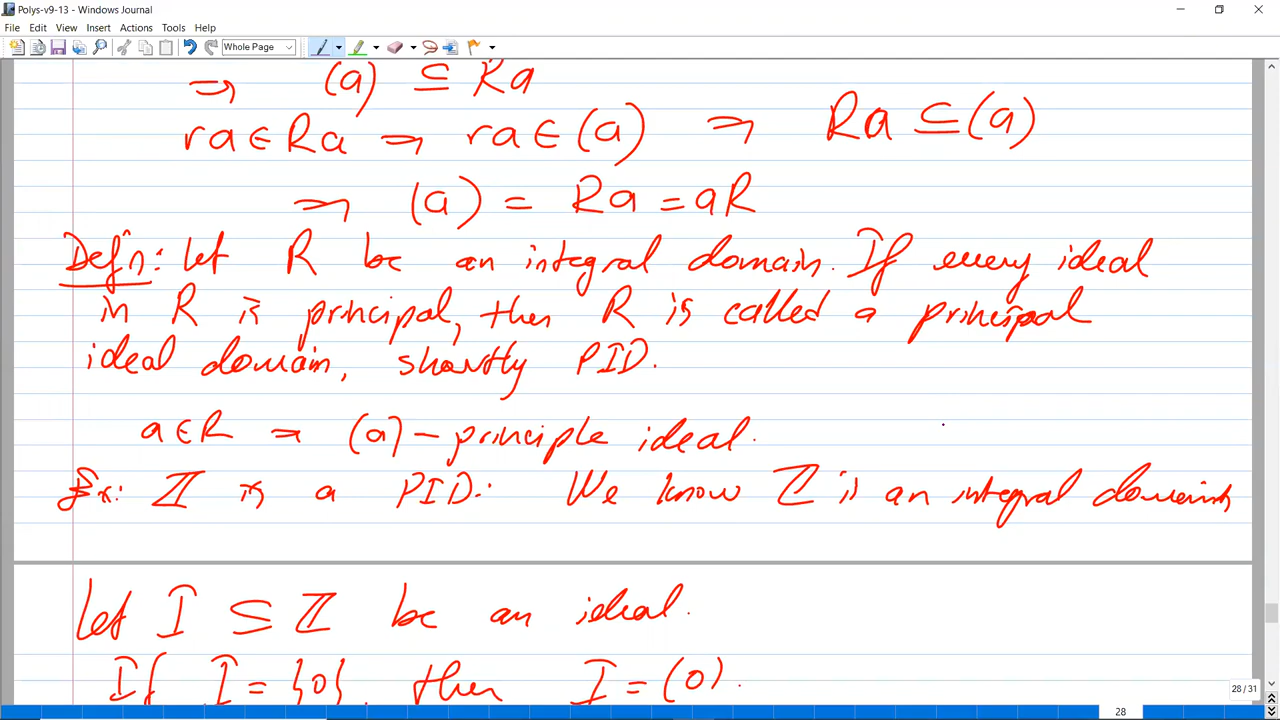 Polys-v9-13 - Windows Journal
File Edit View Insert Actions Tools Help
Whole Page
⇒ (a) ⊆ Ra
ra ∈ Ra ⇒ ra ∈ (a) ⇒ Ra ⊆ (a)
⇒ (a) = Ra = aR
Def'n: let R be an integral domain. If every ideal
in R is principal, then R is called a principal
ideal domain, shortly PID.
a ∈ R ⇒ (a) – principle ideal.
Ex: ℤ is a PID: We know ℤ is an integral domain
Let I ⊆ ℤ be an ideal.
If I = {0}, then I = (0).
28 / 31
28